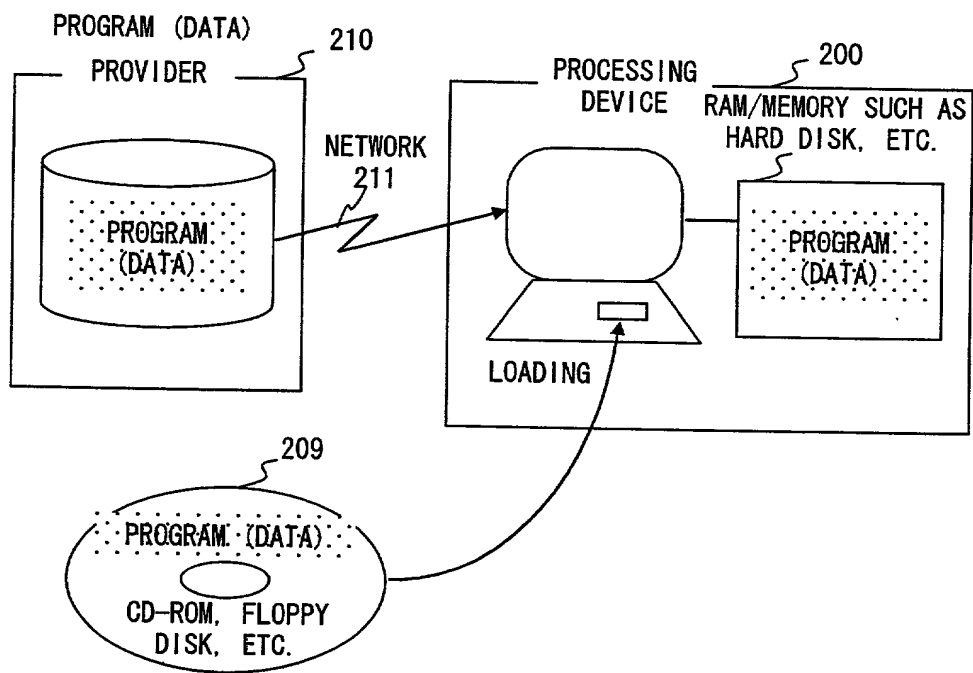 PROGRAM (DATA)
PROVIDER
210
PROGRAM
(DATA)
NETWORK
211
PROCESSING
DEVICE
200
RAM/MEMORY SUCH AS
HARD DISK, ETC.
PROGRAM
(DATA)
LOADING
209
PROGRAM (DATA)
CD-ROM, FLOPPY
DISK, ETC.